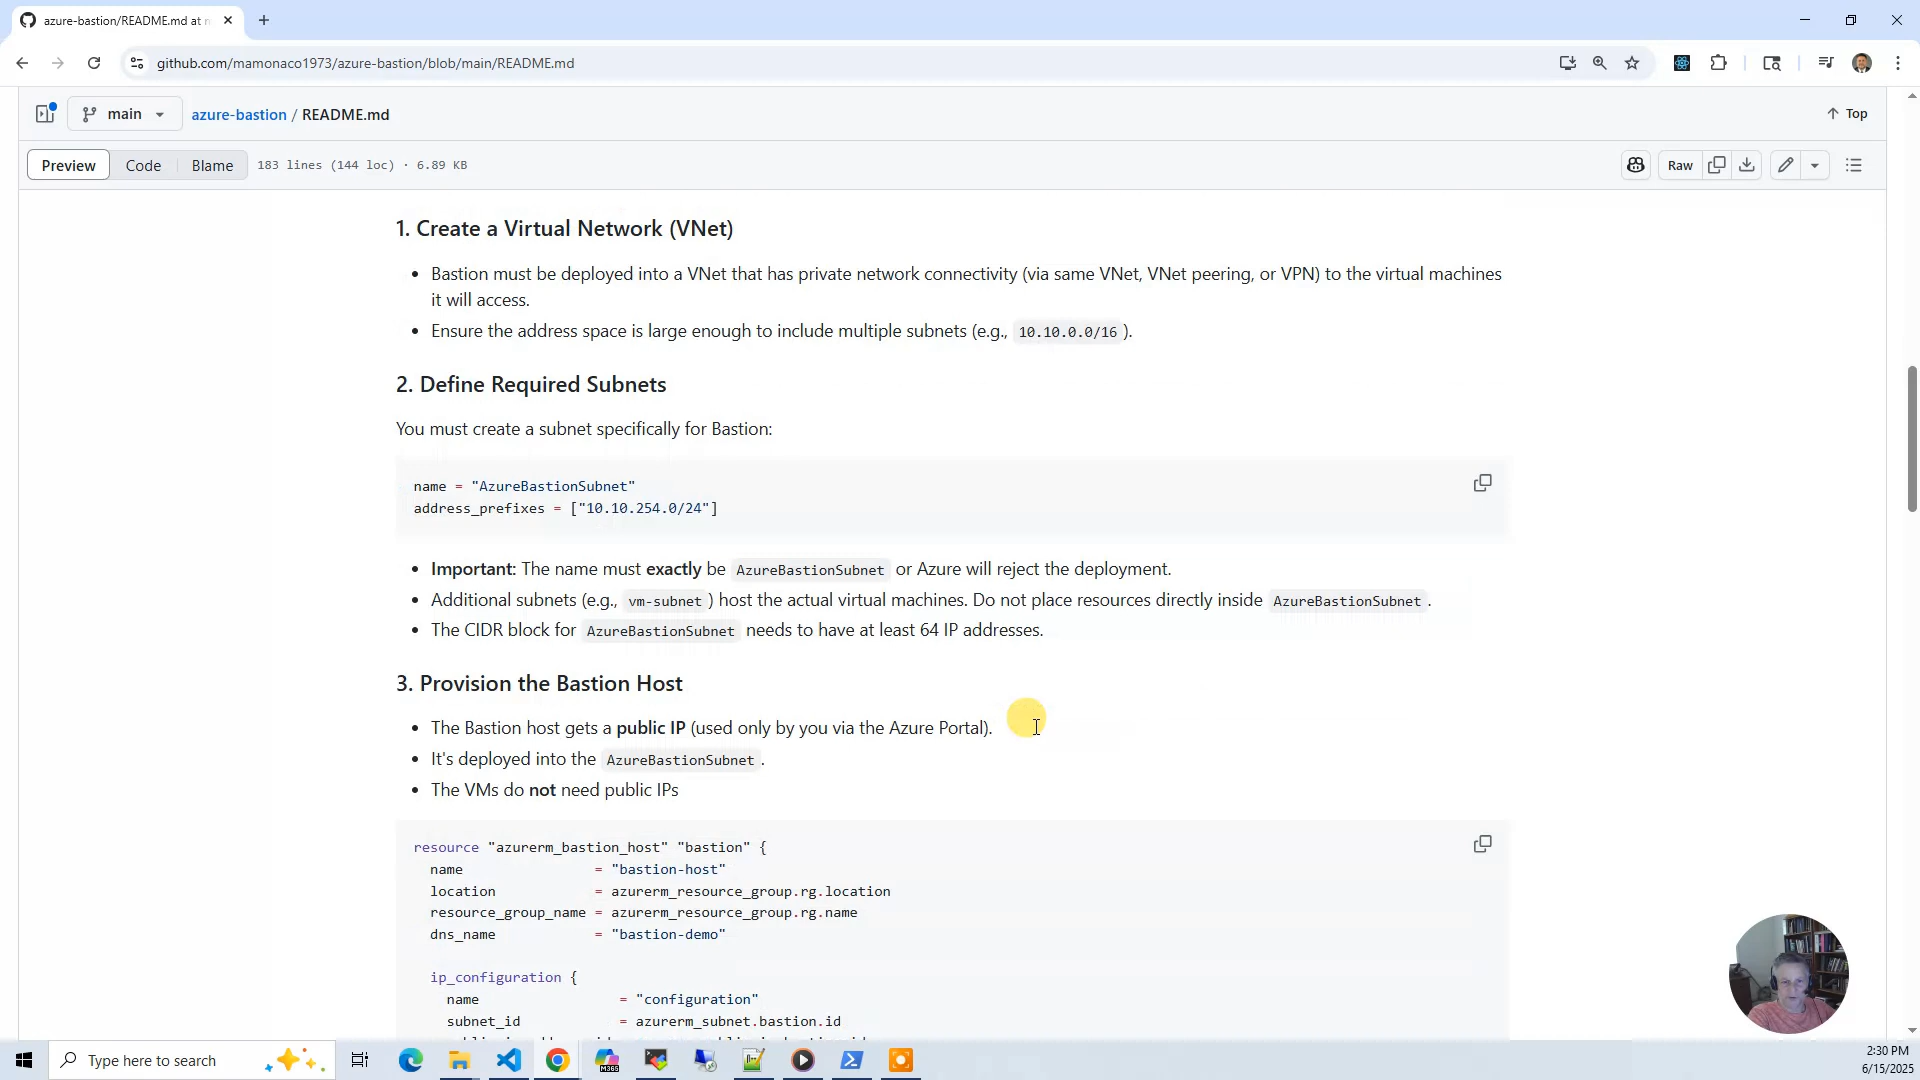 azure-bastion/README.md at
github.com/mamonaco1973/azure-bastion/blob/main/README.md
main
azure-bastion / README.md
Top
Preview
Code
Blame
183 lines (144 loc) · 6.89 KB
Raw
1. Create a Virtual Network (VNet)
• Bastion must be deployed into a VNet that has private network connectivity (via same VNet, VNet peering, or VPN) to the virtual machines
it will access.
• Ensure the address space is large enough to include multiple subnets (e.g., 10.10.0.0/16 ).
2. Define Required Subnets
You must create a subnet specifically for Bastion:
name = "AzureBastionSubnet"
address_prefixes = ["10.10.254.0/24"]
• Important: The name must exactly be AzureBastionSubnet or Azure will reject the deployment.
• Additional subnets (e.g., vm-subnet ) host the actual virtual machines. Do not place resources directly inside AzureBastionSubnet .
• The CIDR block for AzureBastionSubnet needs to have at least 64 IP addresses.
3. Provision the Bastion Host
• The Bastion host gets a public IP (used only by you via the Azure Portal).
• It's deployed into the AzureBastionSubnet .
• The VMs do not need public IPs
resource "azurerm_bastion_host" "bastion" {
name = "bastion-host"
location = azurerm_resource_group.rg.location
resource_group_name = azurerm_resource_group.rg.name
dns_name = "bastion-demo"
ip_configuration {
name = "configuration"
subnet_id = azurerm_subnet.bastion.id
Type here to search
M365
2:30 PM
6/15/2025